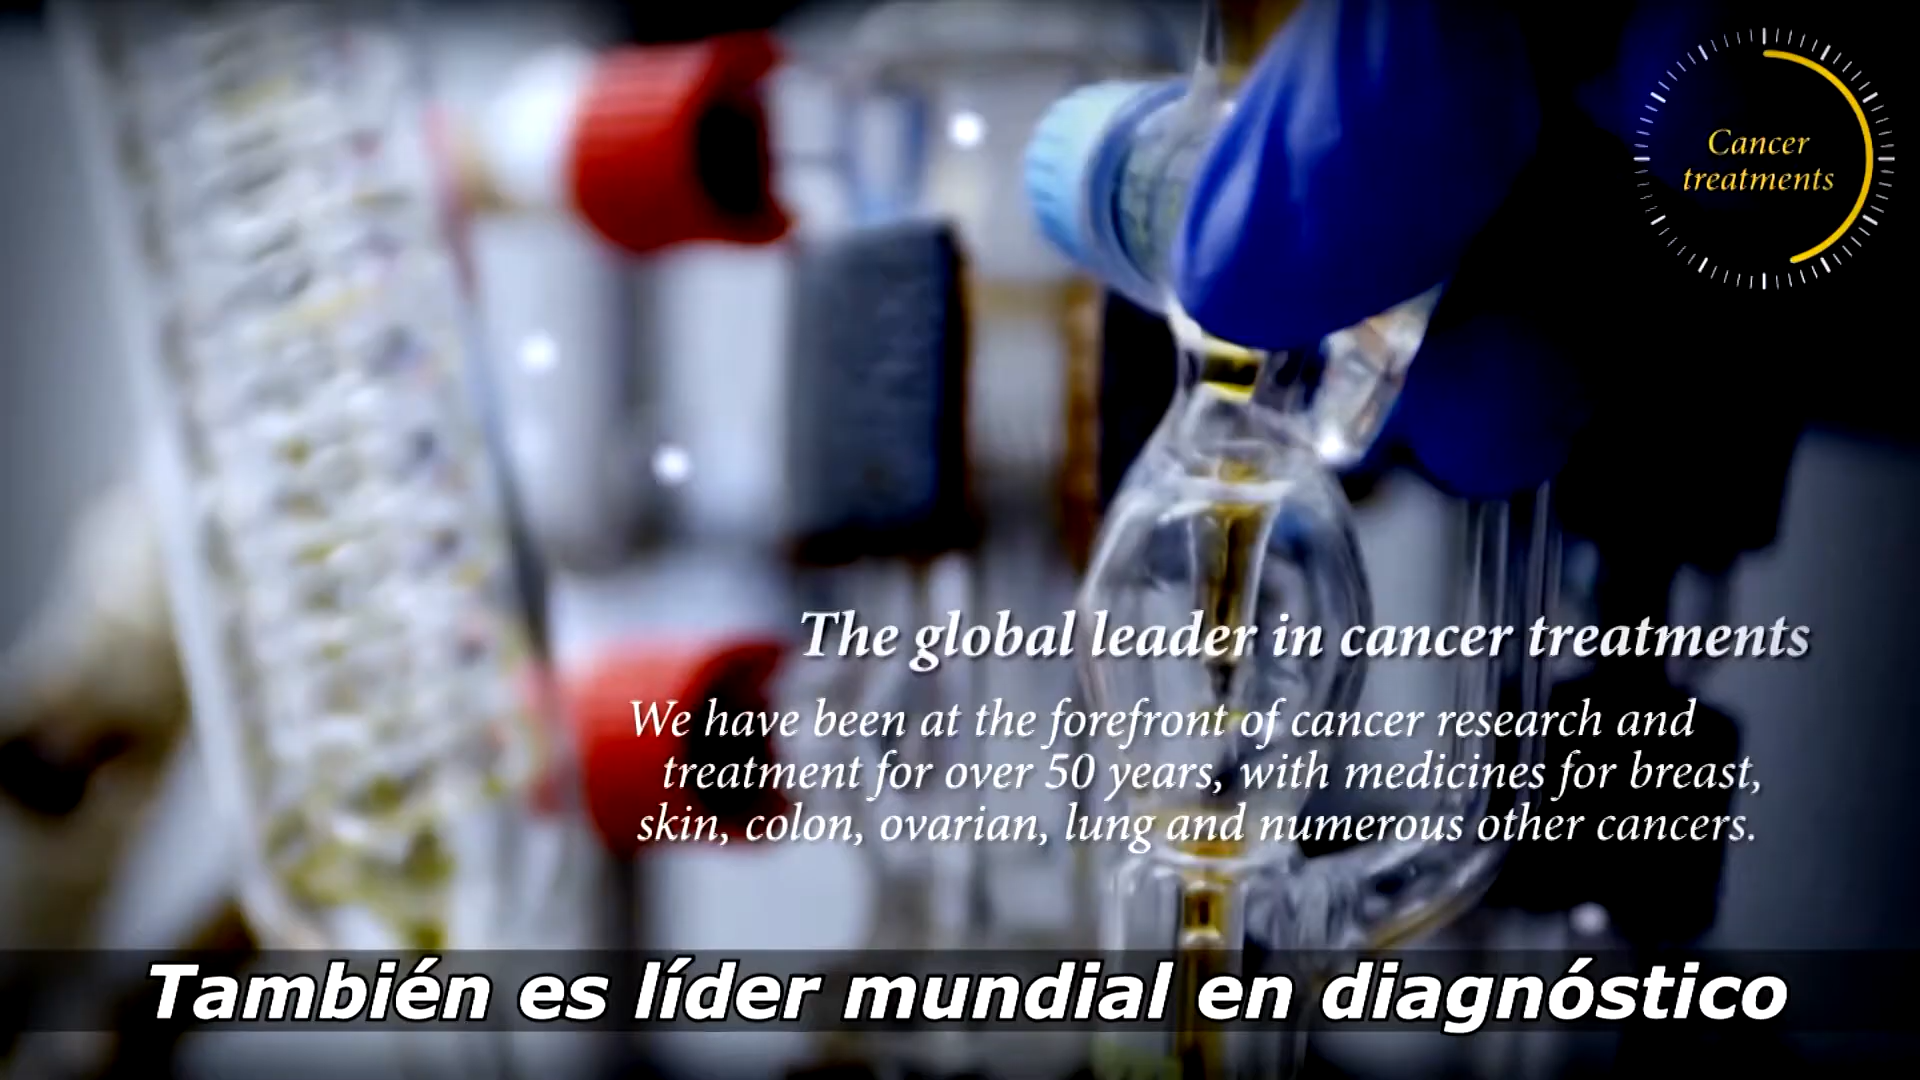 Cancer
treatments
The global leader in cancer treatments
We have been at the forefront of cancer research and
treatment for over 50 years, with medicines for breast,
skin, colon, ovarian, lung and numerous other cancers.
También es líder mundial en diagnóstico